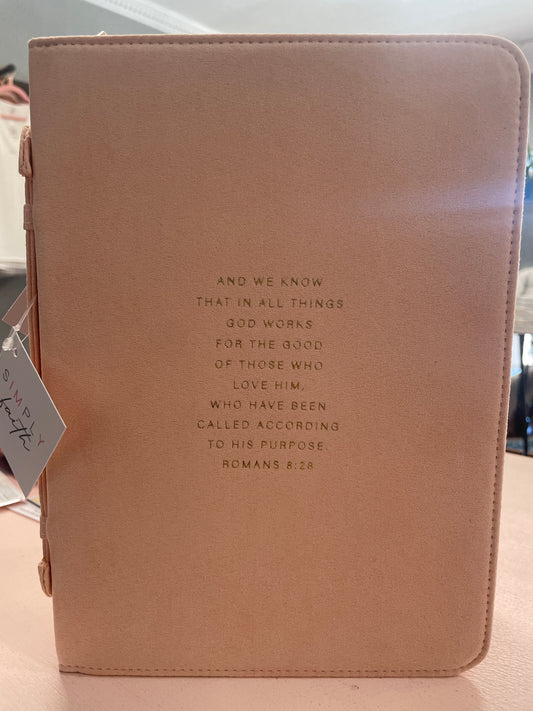 AND WE KNOW
THAT IN ALL THINGS
GOD WORKS
FOR THE GOOD
OF THOSE WHO
LOVE HIM,
WHO HAVE BEEN
CALLED ACCORDING
TO HIS PURPOSE.
ROMANS 8:28
SIMPLY
faith